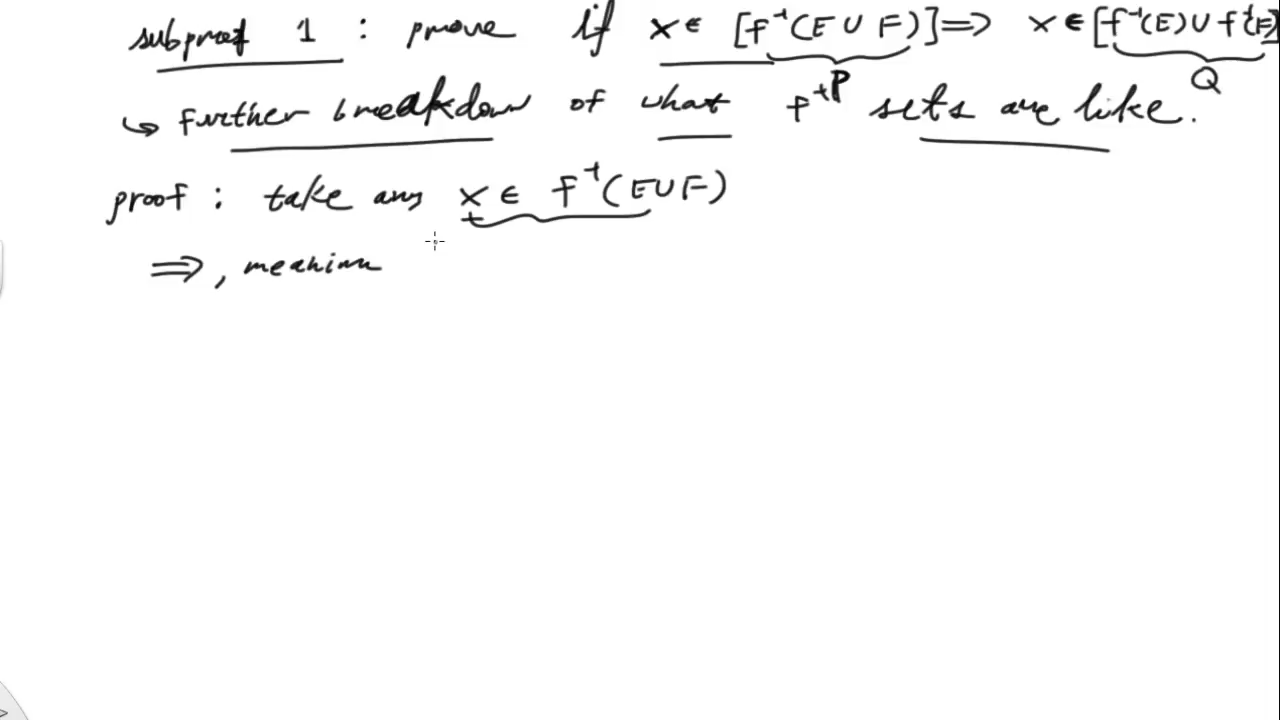 subproof 1 : prove if x ∈ [f⁻¹(E ∪ F)] ⇒ x ∈ [f⁻¹(E) ∪ f⁻¹(F)]
P Q
↳ further breakdown of what f⁻¹ sets are like.
proof : take any x ∈ f⁻¹(E∪F)
⇒, meanin